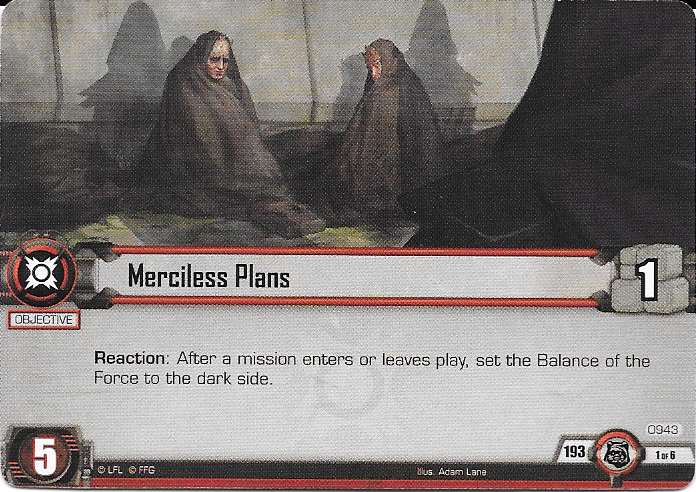 Merciless Plans
1
OBJECTIVE
Reaction: After a mission enters or leaves play, set the Balance of the
Force to the dark side.
0943
5
© LFL © FFG
Illus. Adam Lane
193
1 OF 6